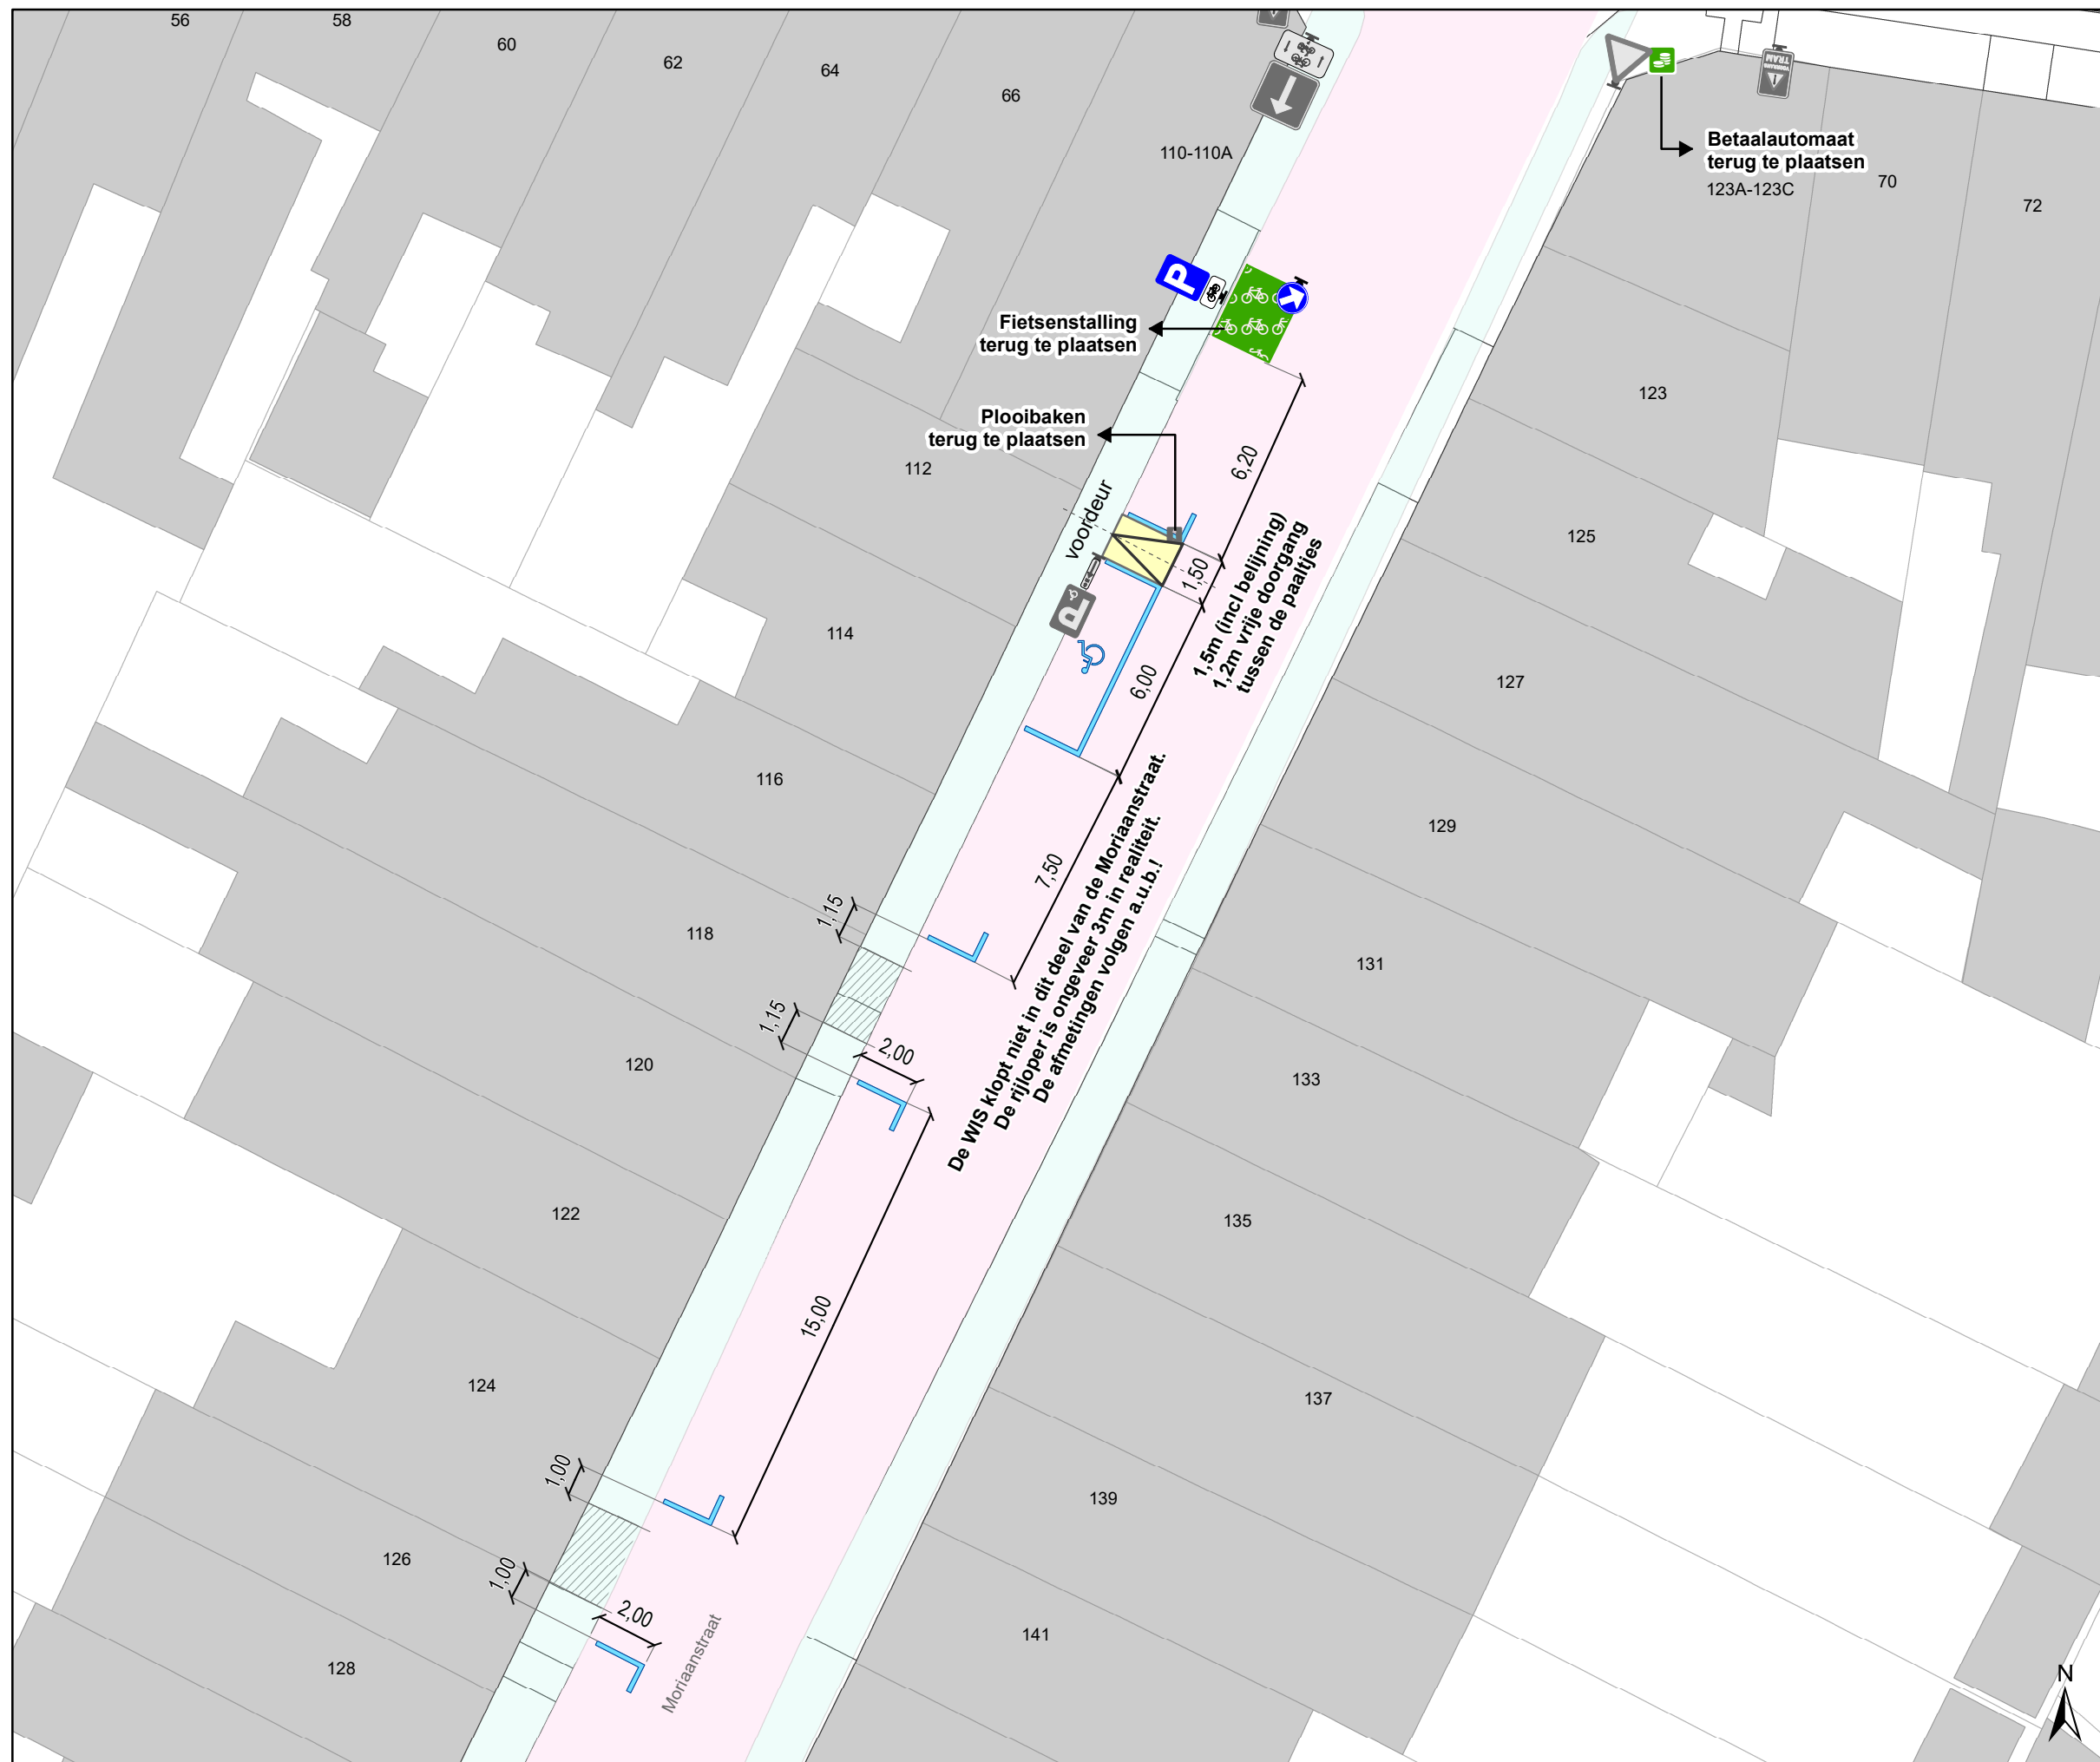 56
58
60
62
64
66
110-110A
TRAM
Betaalautomaat
terug te plaatsen
123A-123C
70
72
P
Fietsenstalling
terug te plaatsen
123
Plooibaken
terug te plaatsen
112
6,20
voordeur
125
1,50
1,5m (incl belijning)
1,2m vrije doorgang
tussen de paaltjes
P
114
6,00
127
116
7,50
129
1,15
118
De WIS klopt niet in dit deel van de Moriaanstraat.
De rijloper is ongeveer 3m in realiteit.
De afmetingen volgen a.u.b.!
131
1,15
2,00
120
133
122
135
15,00
124
137
1,00
139
126
1,00
2,00
141
128
Moriaanstraat
N